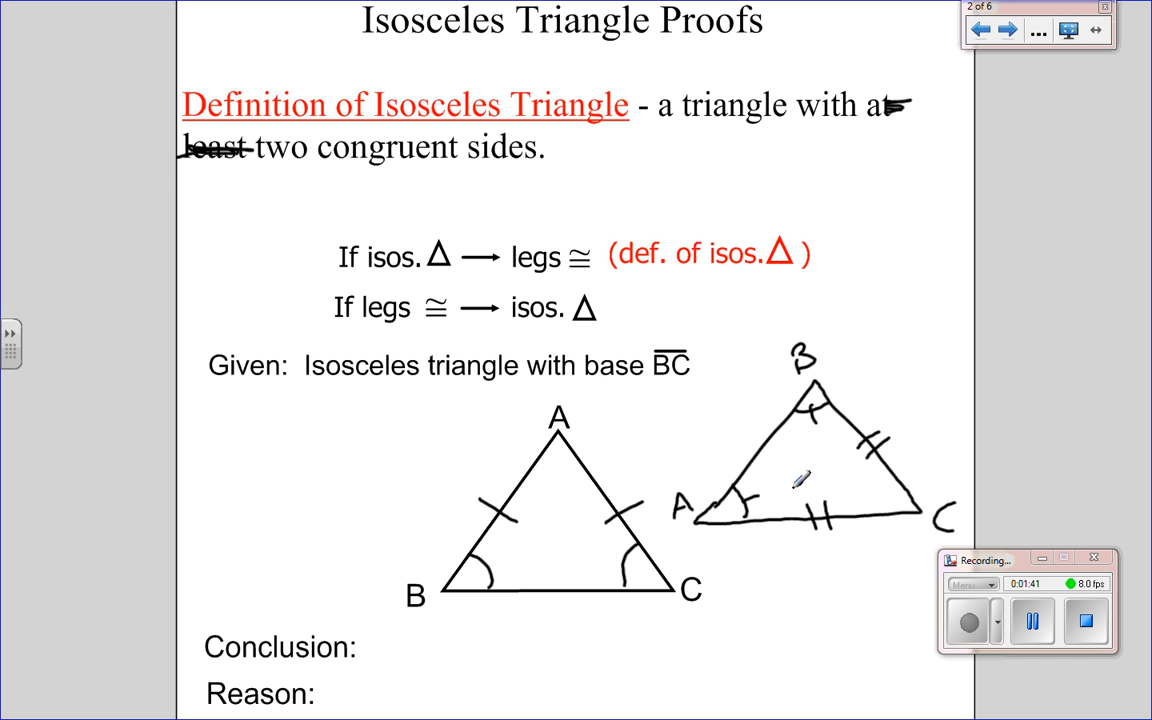 Isosceles Triangle Proofs
2 of 6
Definition of Isosceles Triangle - a triangle with at
least two congruent sides.
If isos. Δ → legs ≅ (def. of isos. Δ )
If legs ≅ → isos. Δ
Given: Isosceles triangle with base B͞C͞
B
A
A
C
B
C
Recording...
Menu
0:01:41
8.0 fps
Conclusion:
Reason: